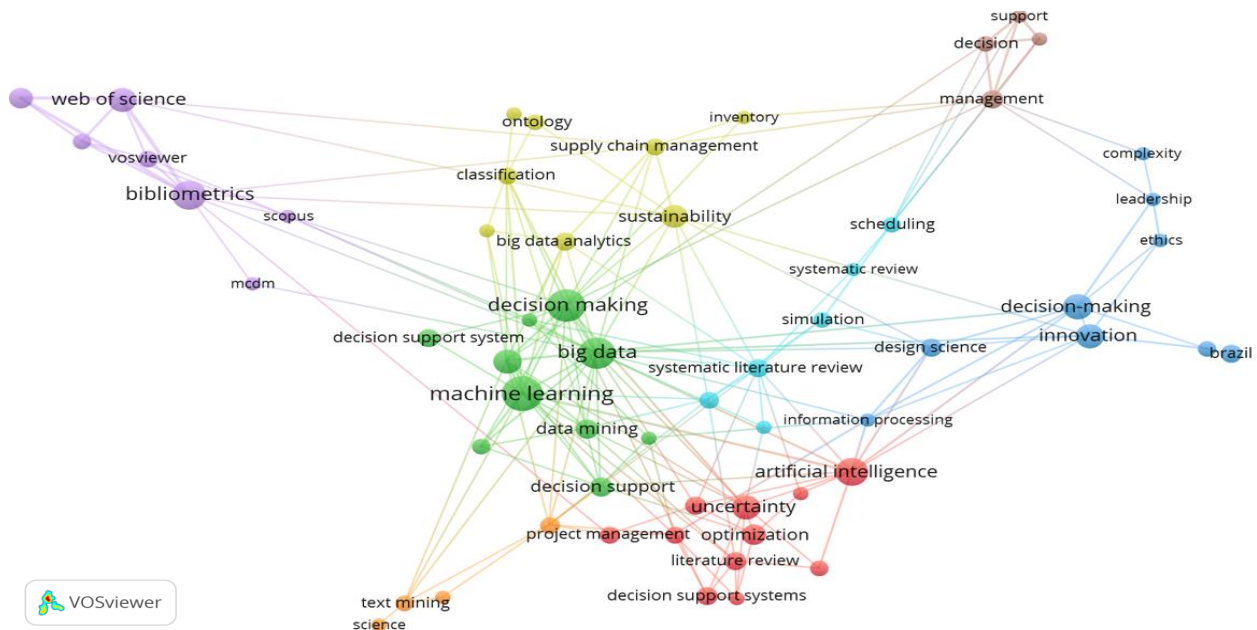 support
decision
web of science
management
ontology
inventory
supply chain management
vosviewer
complexity
classification
bibliometrics
leadership
scopus
sustainability
scheduling
big data analytics
ethics
systematic review
mcdm
decision making
decision-making
simulation
decision support system
innovation
design science
big data
brazil
systematic literature review
machine learning
information processing
data mining
artificial intelligence
decision support
uncertainty
project management
optimization
literature review
decision support systems
text mining
VOSviewer
science